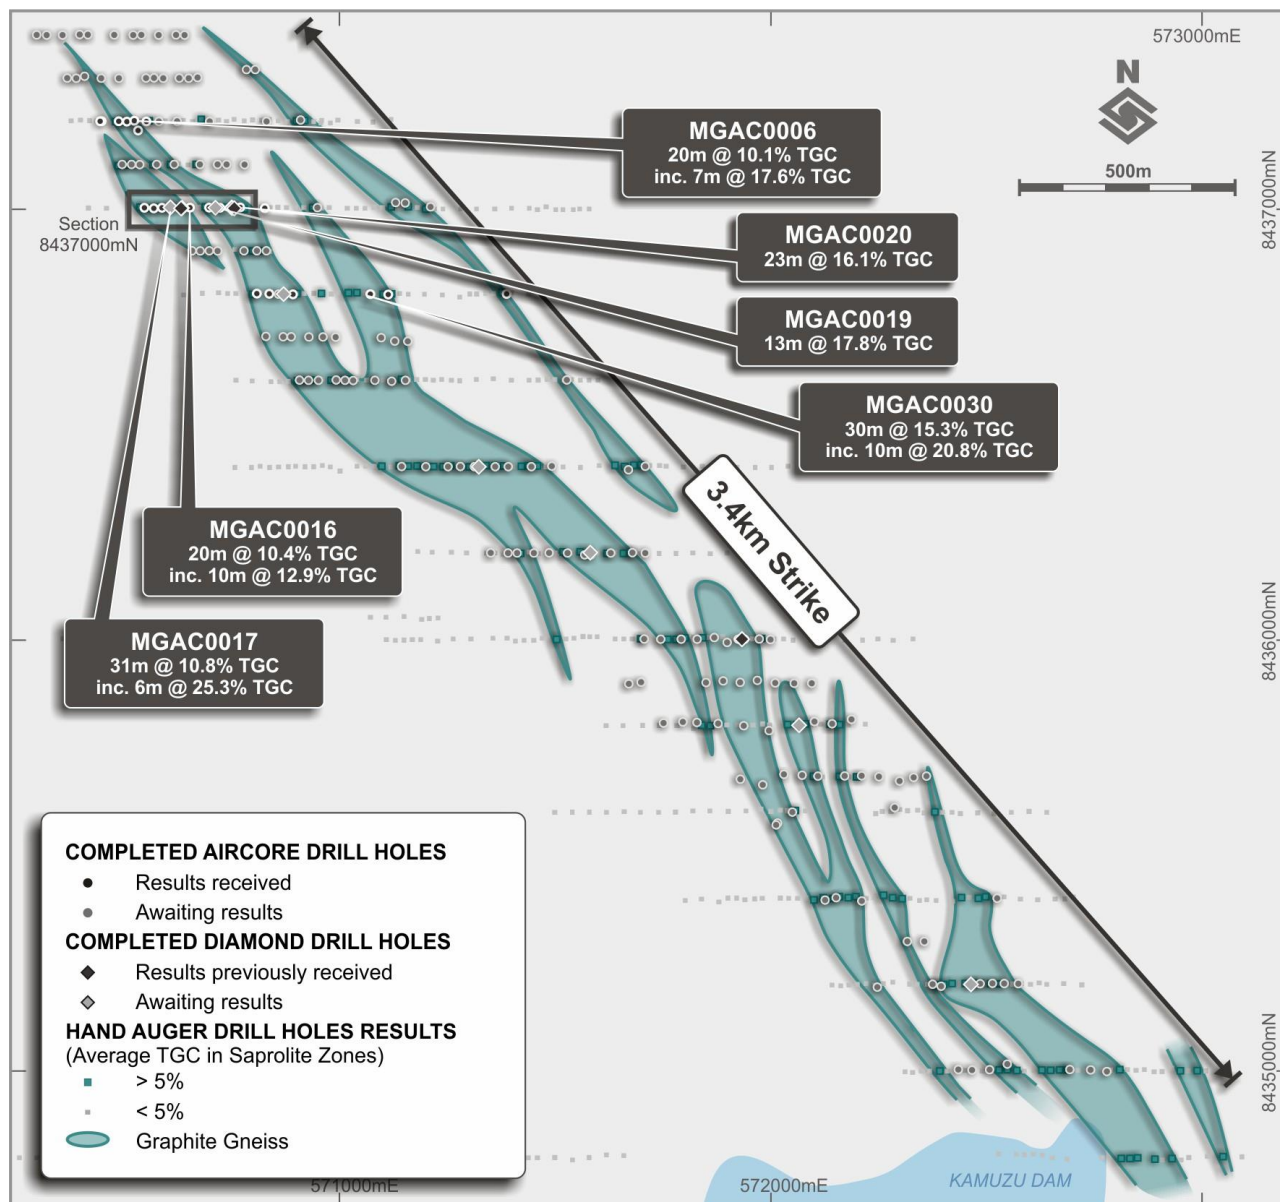 573000mE
N
500m
8437000mN
MGAC0006
20m @ 10.1% TGC
inc. 7m @ 17.6% TGC
Section
8437000mN
MGAC0020
23m @ 16.1% TGC
MGAC0019
13m @ 17.8% TGC
MGAC0030
30m @ 15.3% TGC
inc. 10m @ 20.8% TGC
3.4km Strike
MGAC0016
20m @ 10.4% TGC
inc. 10m @ 12.9% TGC
MGAC0017
31m @ 10.8% TGC
inc. 6m @ 25.3% TGC
8436000mN
COMPLETED AIRCORE DRILL HOLES
Results received
Awaiting results
COMPLETED DIAMOND DRILL HOLES
Results previously received
Awaiting results
HAND AUGER DRILL HOLES RESULTS
(Average TGC in Saprolite Zones)
> 5%
< 5%
Graphite Gneiss
8435000mN
571000mE
572000mE
KAMUZU DAM